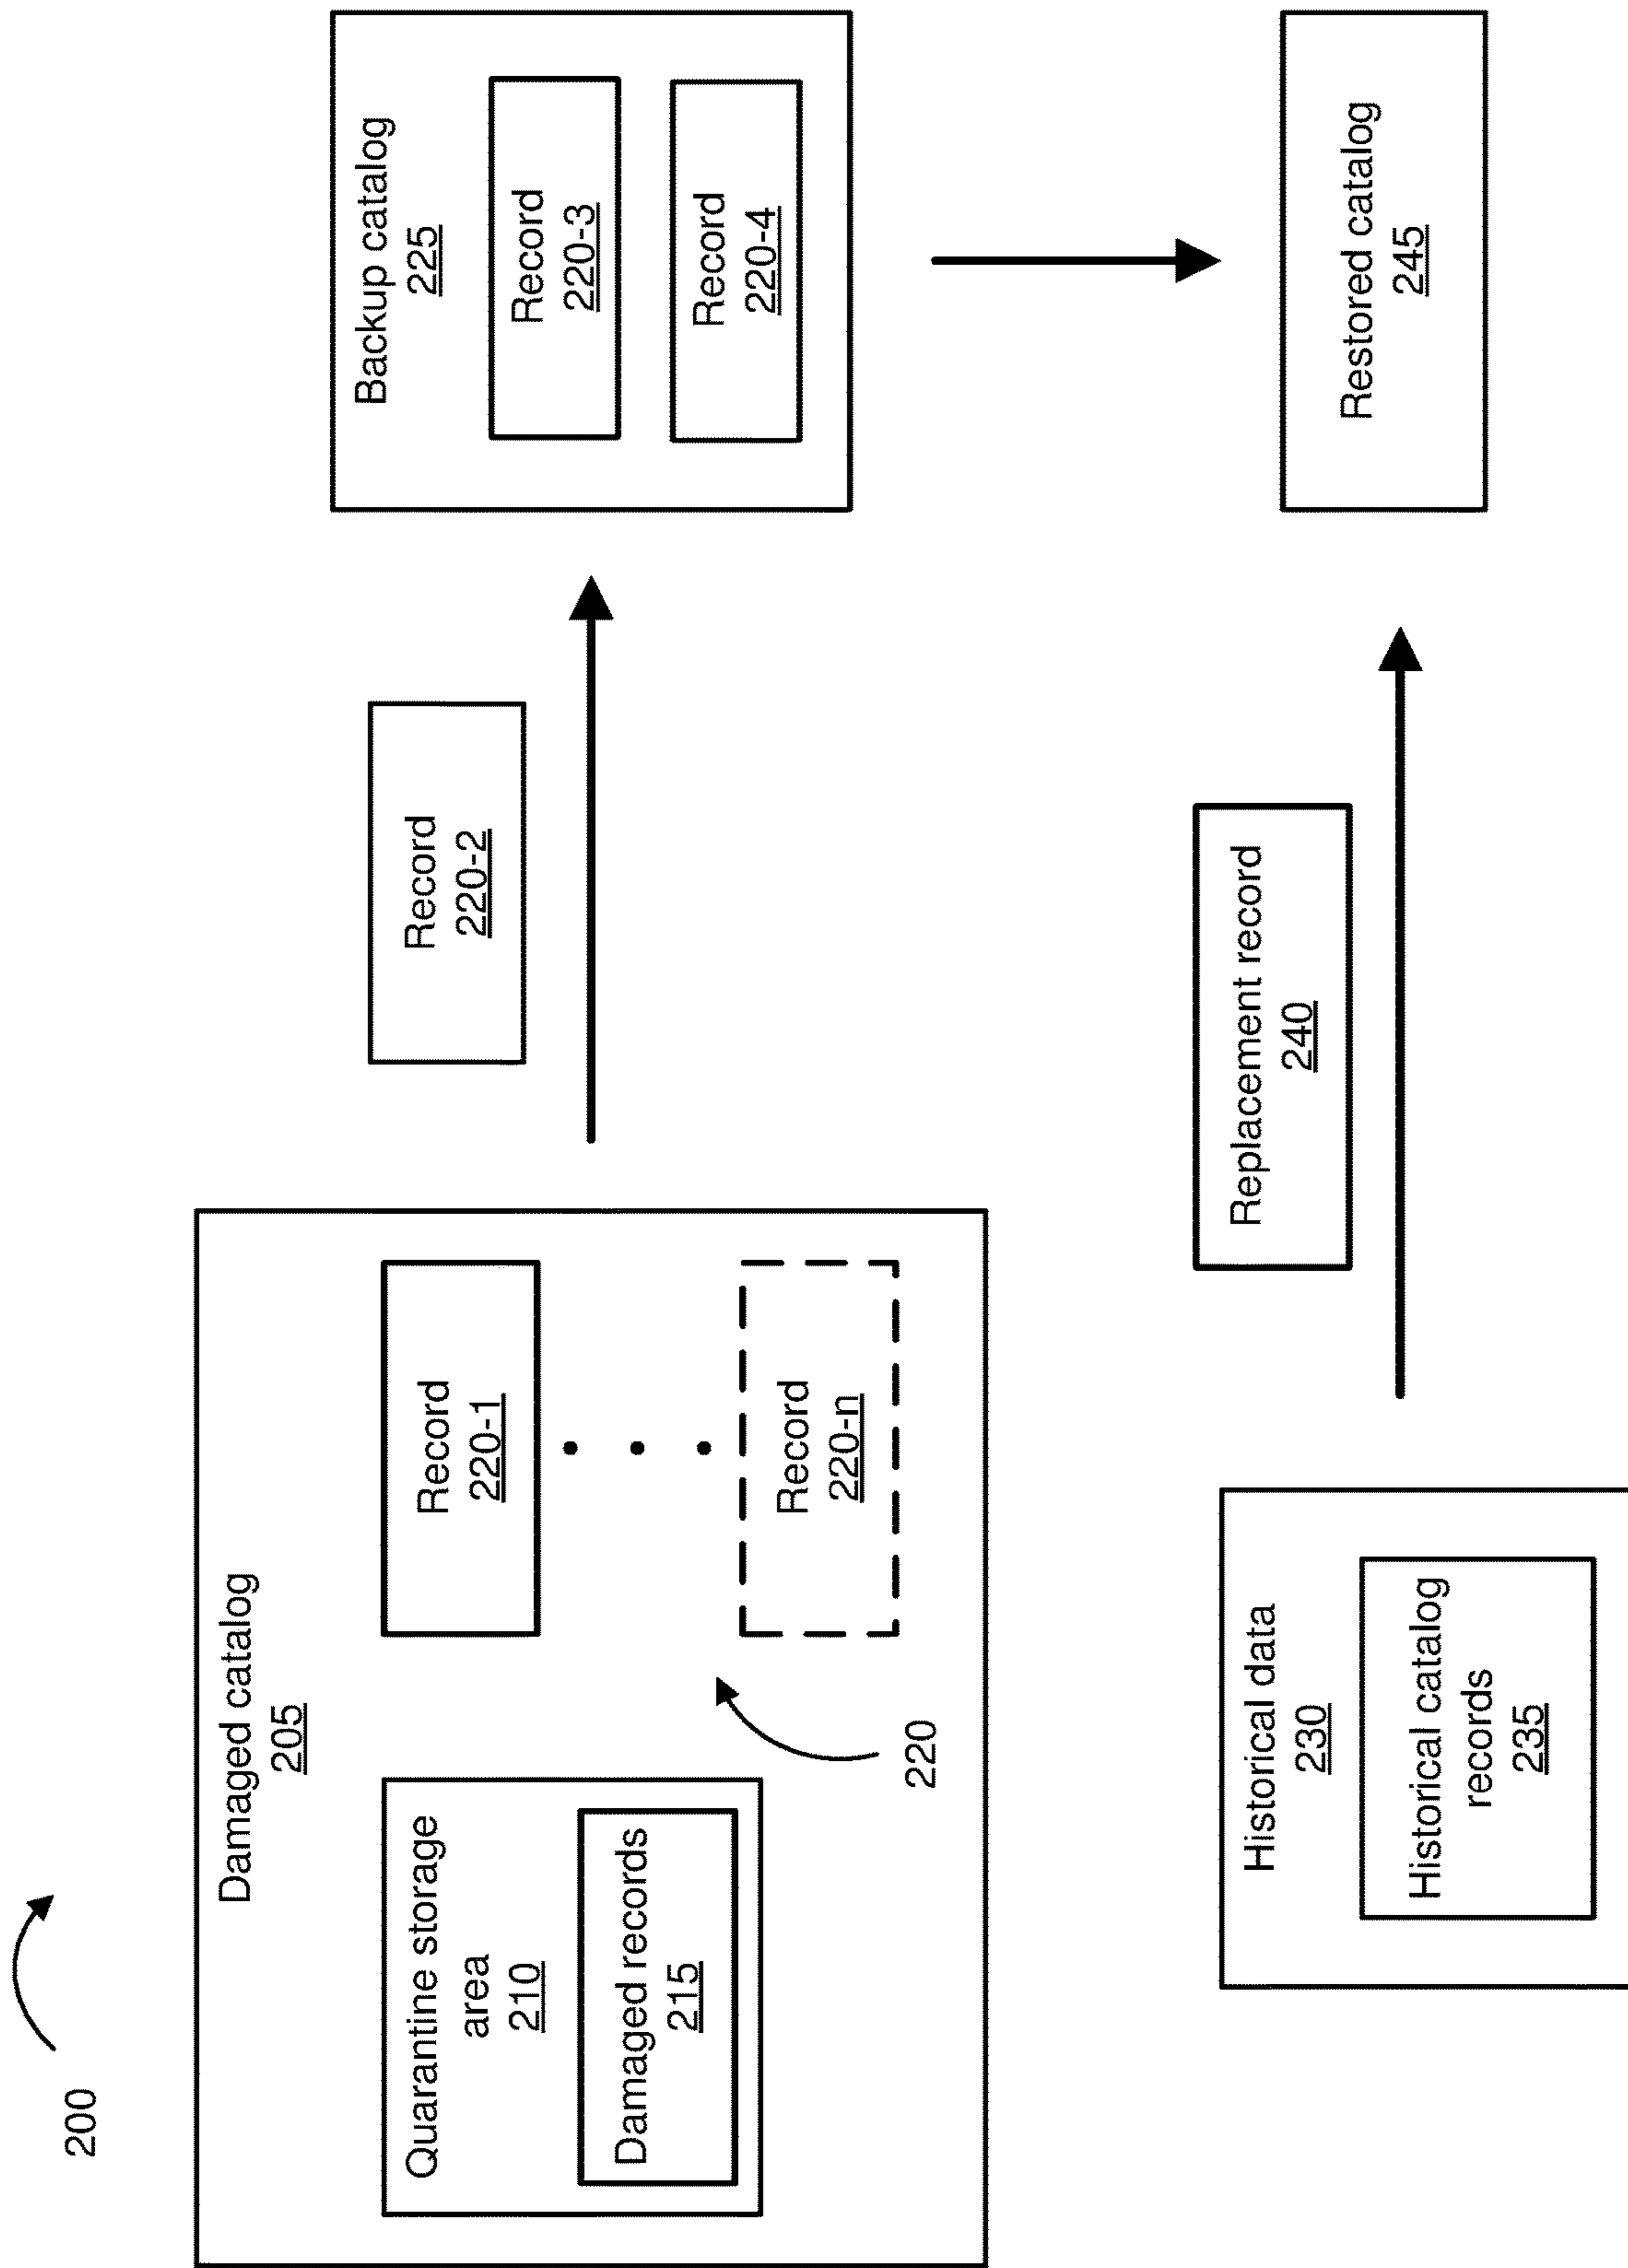 200
Damaged catalog
205
Quarantine storage
area
210
Damaged records
215
Record
220-1
Record
220-n
220
Record
220-2
Backup catalog
225
Record
220-3
Record
220-4
Historical data
230
Historical catalog
records
235
Replacement record
240
Restored catalog
245